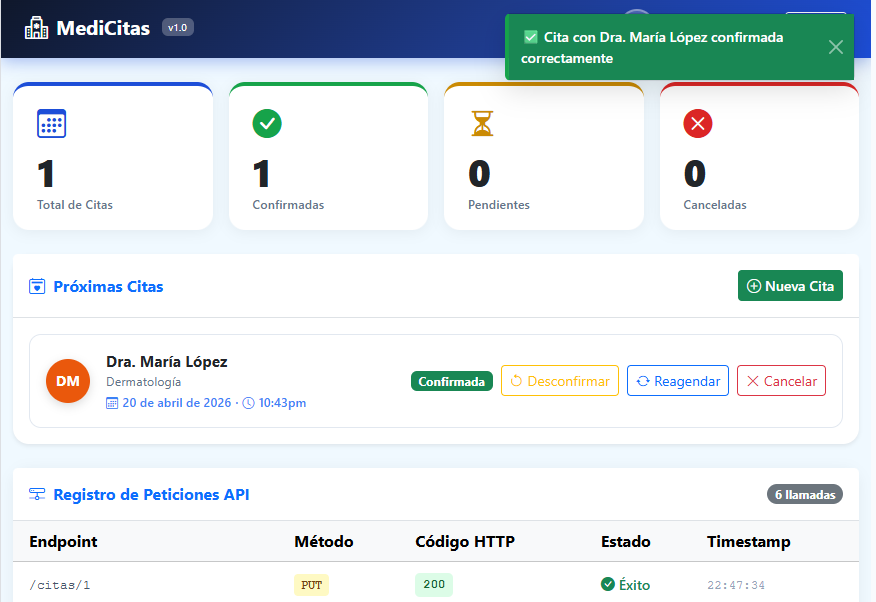 MediCitas v1.0
✅ Cita con Dra. María López confirmada
correctamente
1
Total de Citas
1
Confirmadas
0
Pendientes
0
Canceladas
Próximas Citas
Nueva Cita
DM
Dra. María López
Dermatología
20 de abril de 2026 · 10:43pm
Confirmada
Desconfirmar
Reagendar
Cancelar
Registro de Peticiones API
6 llamadas
Endpoint Método Código HTTP Estado Timestamp
/citas/1 PUT 200 Éxito 22:47:34